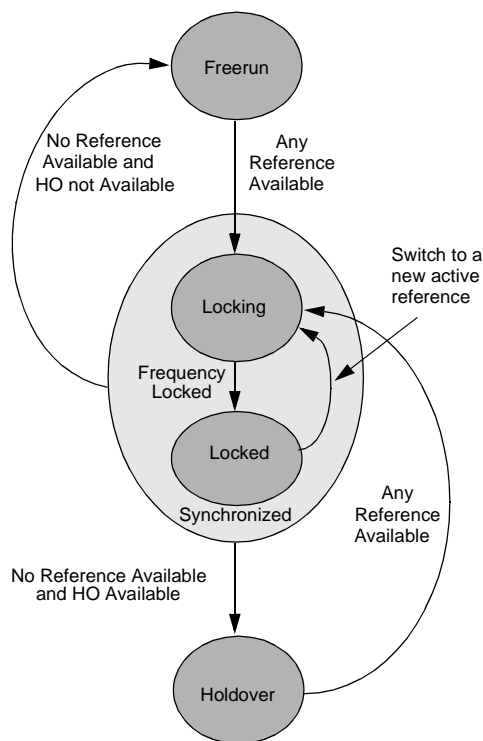 Freerun
No Reference
Available and
HO not Available
Any
Reference
Available
Switch to a
new active
reference
Locking
Frequency
Locked
Locked
Synchronized
Any
Reference
Available
No Reference Available
and HO Available
Holdover